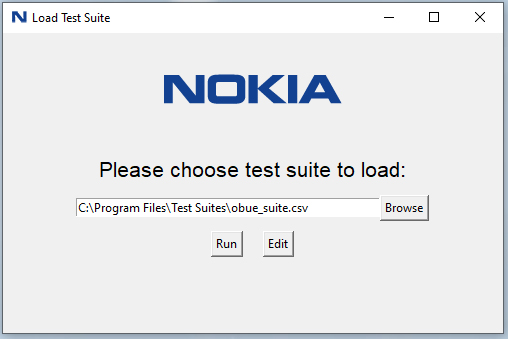 N Load Test Suite
NOKIA
Please choose test suite to load:
C:\Program Files\Test Suites\obue_suite.csv Browse
Run Edit